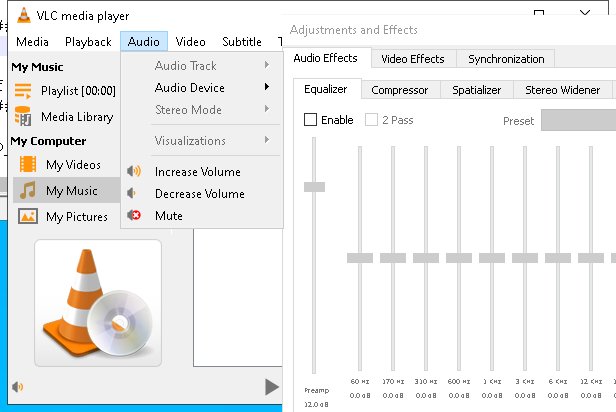 VLC media player
Media Playback Audio Video Subtitle T
My Music
Playlist [00:00]
Media Library
My Computer
My Videos
My Music
My Pictures
Audio Track
Audio Device
Stereo Mode
Visualizations
Increase Volume
Decrease Volume
Mute
Adjustments and Effects
Audio Effects Video Effects Synchronization
Equalizer Compressor Spatializer Stereo Widener
Enable 2 Pass Preset
60 Hz 170 Hz 310 Hz 600 Hz 1 KHz 3 KHz 6 KHz 12 KHz
Preamp 0.0 dB 0.0 dB 0.0 dB 0.0 dB 0.0 dB 0.0 dB 0.0 dB 0.0 dB
12.0 dB